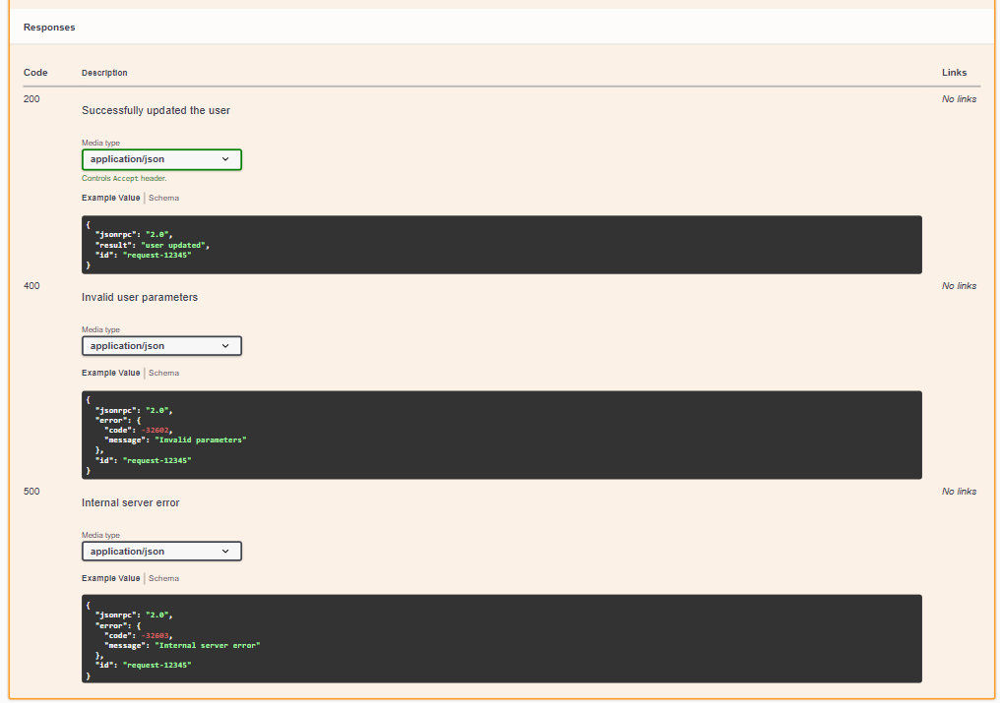 Responses
Code Description Links
200 No links
Successfully updated the user
Media type
application/json
Controls Accept header.
Example Value Schema
{
"jsonrpc": "2.0",
"result": "user updated",
"id": "request-12345"
}
400 No links
Invalid user parameters
Media type
application/json
Example Value Schema
{
"jsonrpc": "2.0",
"error": {
"code": -32602,
"message": "Invalid parameters"
},
"id": "request-12345"
}
500 No links
Internal server error
Media type
application/json
Example Value Schema
{
"jsonrpc": "2.0",
"error": {
"code": -32603,
"message": "Internal server error"
},
"id": "request-12345"
}